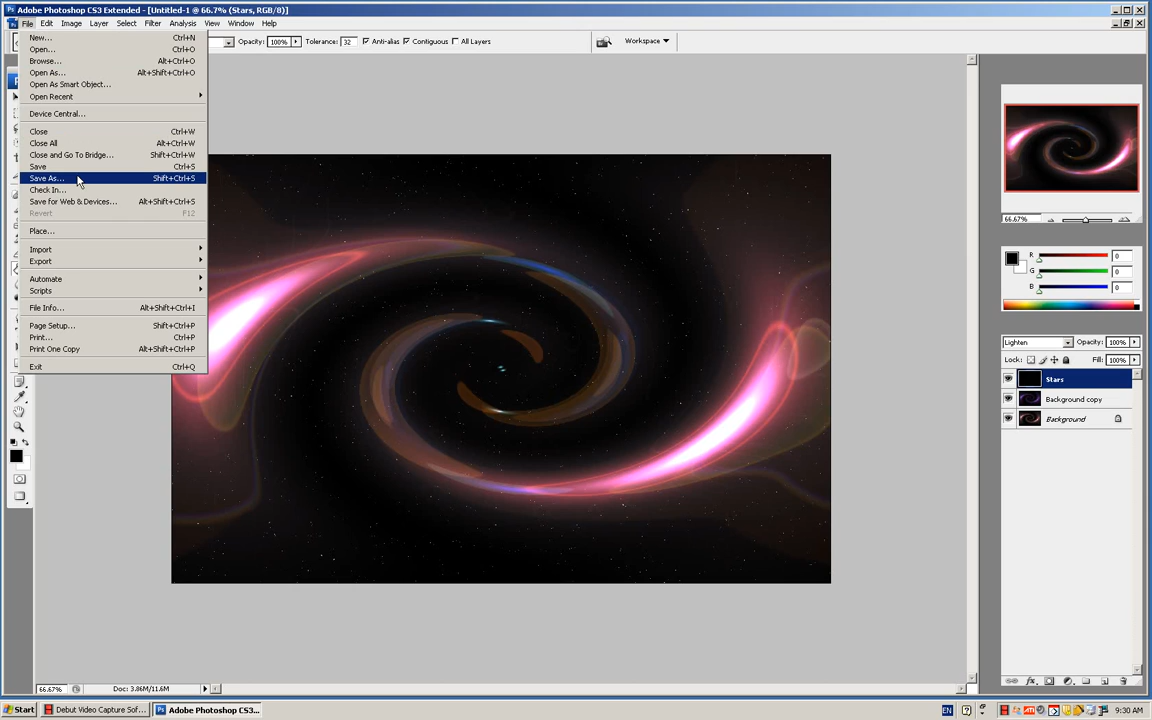 Adobe Photoshop CS3 Extended - [Untitled-1 @ 66.7% (Stars, RGB/8)]
File Edit Image Layer Select Filter Analysis View Window Help
Opacity: 100% Tolerance: 32 Anti-alias Contiguous All Layers Workspace
New... Ctrl+N
Open... Ctrl+O
Browse... Alt+Ctrl+O
Open As... Alt+Shift+Ctrl+O
Open As Smart Object...
Open Recent
Device Central...
Close Ctrl+W
Close All Alt+Ctrl+W
Close and Go To Bridge... Shift+Ctrl+W
Save Ctrl+S
Save As... Shift+Ctrl+S
Check In...
Save for Web & Devices... Alt+Shift+Ctrl+S
Revert F12
Place...
Import
Export
Automate
Scripts
File Info... Alt+Shift+Ctrl+I
Page Setup... Shift+Ctrl+P
Print... Ctrl+P
Print One Copy Alt+Shift+Ctrl+P
Exit Ctrl+Q
66.67%
R 0
G 0
B 0
Lighten Opacity: 100%
Lock: Fill: 100%
Stars
Background copy
Background
66.67% Doc: 3.86M/11.6M
Start Debut Video Capture Sof... Adobe Photoshop CS3... EN 9:30 AM